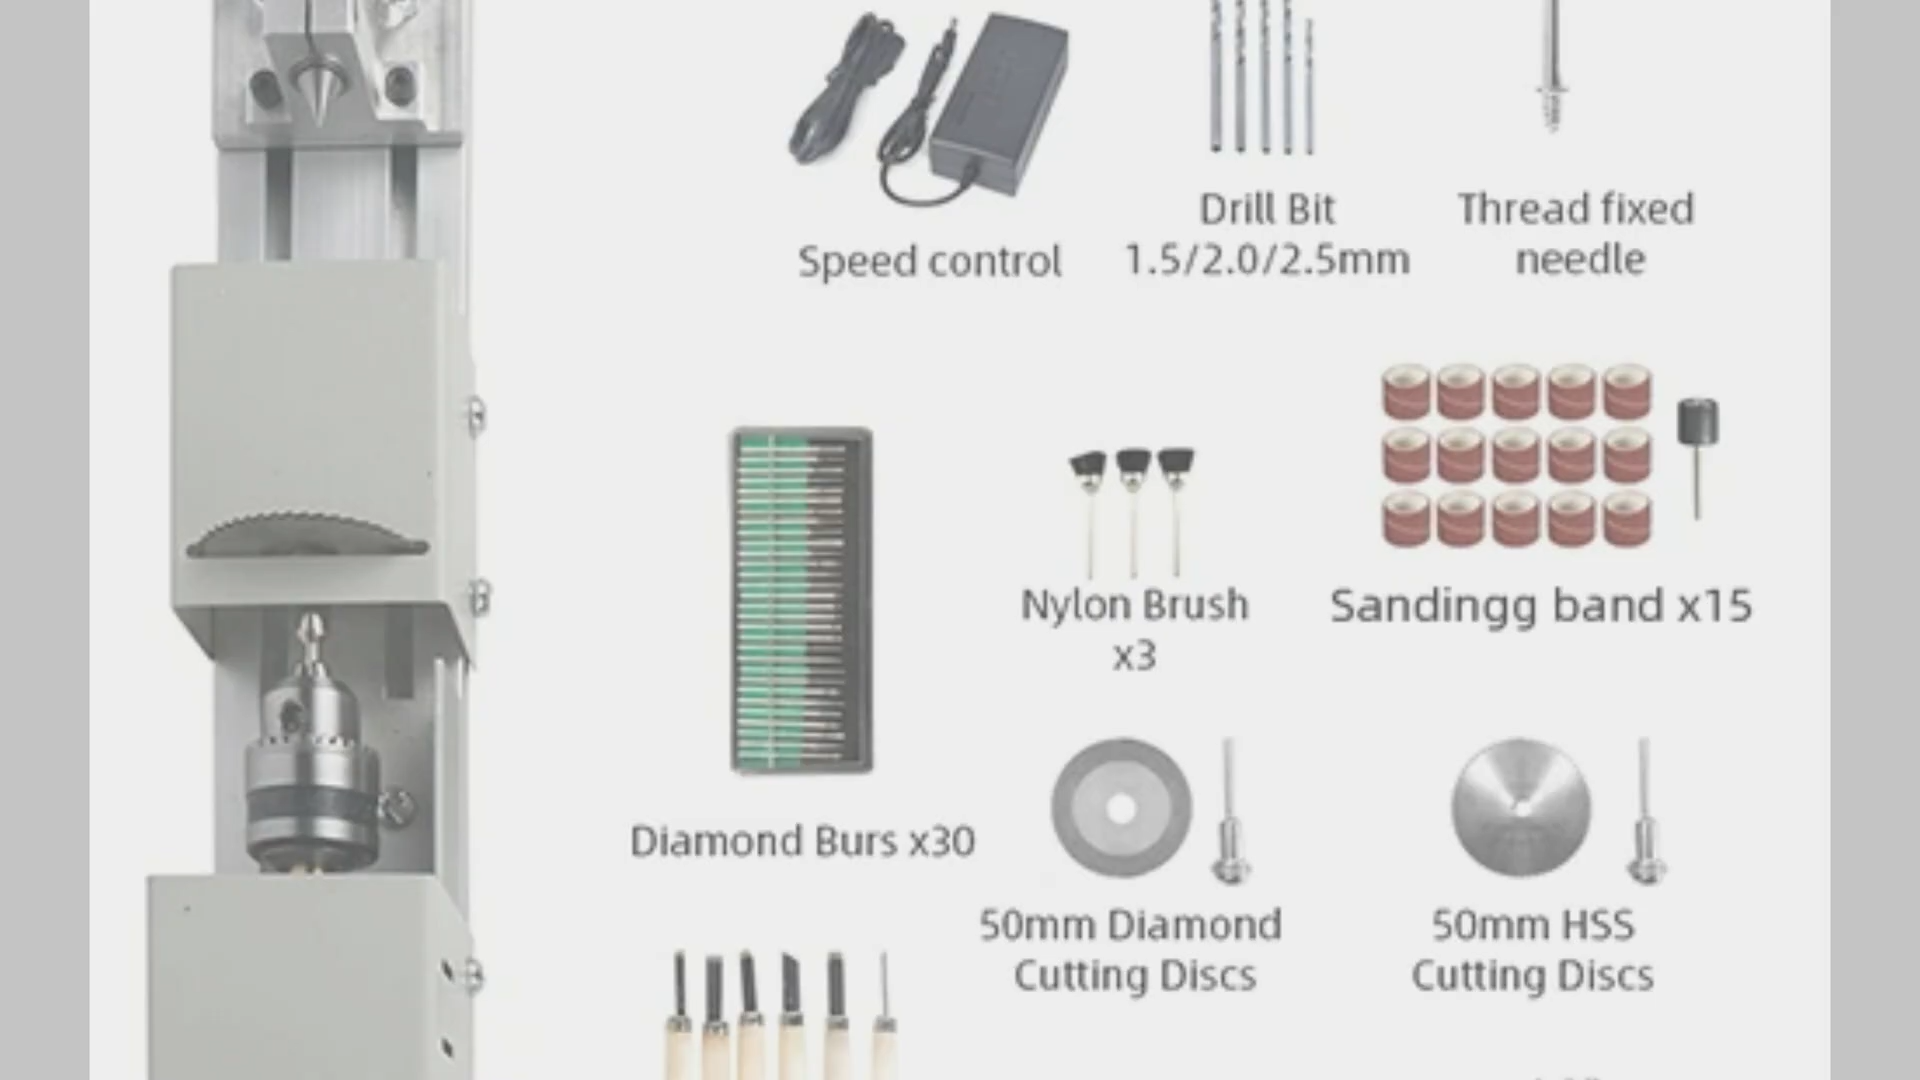 Speed control
Drill Bit
1.5/2.0/2.5mm
Thread fixed
needle
Nylon Brush
x3
Sandingg band x15
Diamond Burs x30
50mm Diamond
Cutting Discs
50mm HSS
Cutting Discs